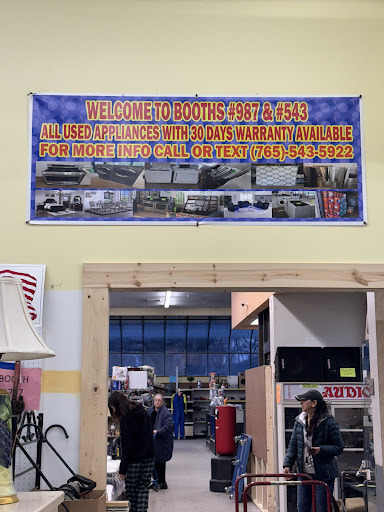 WELCOME TO BOOTHS #987 & #543
ALL USED APPLIANCES WITH 30 DAYS WARRANTY AVAILABLE
FOR MORE INFO CALL OR TEXT (765)-543-5922
BOOTH
AUDIO